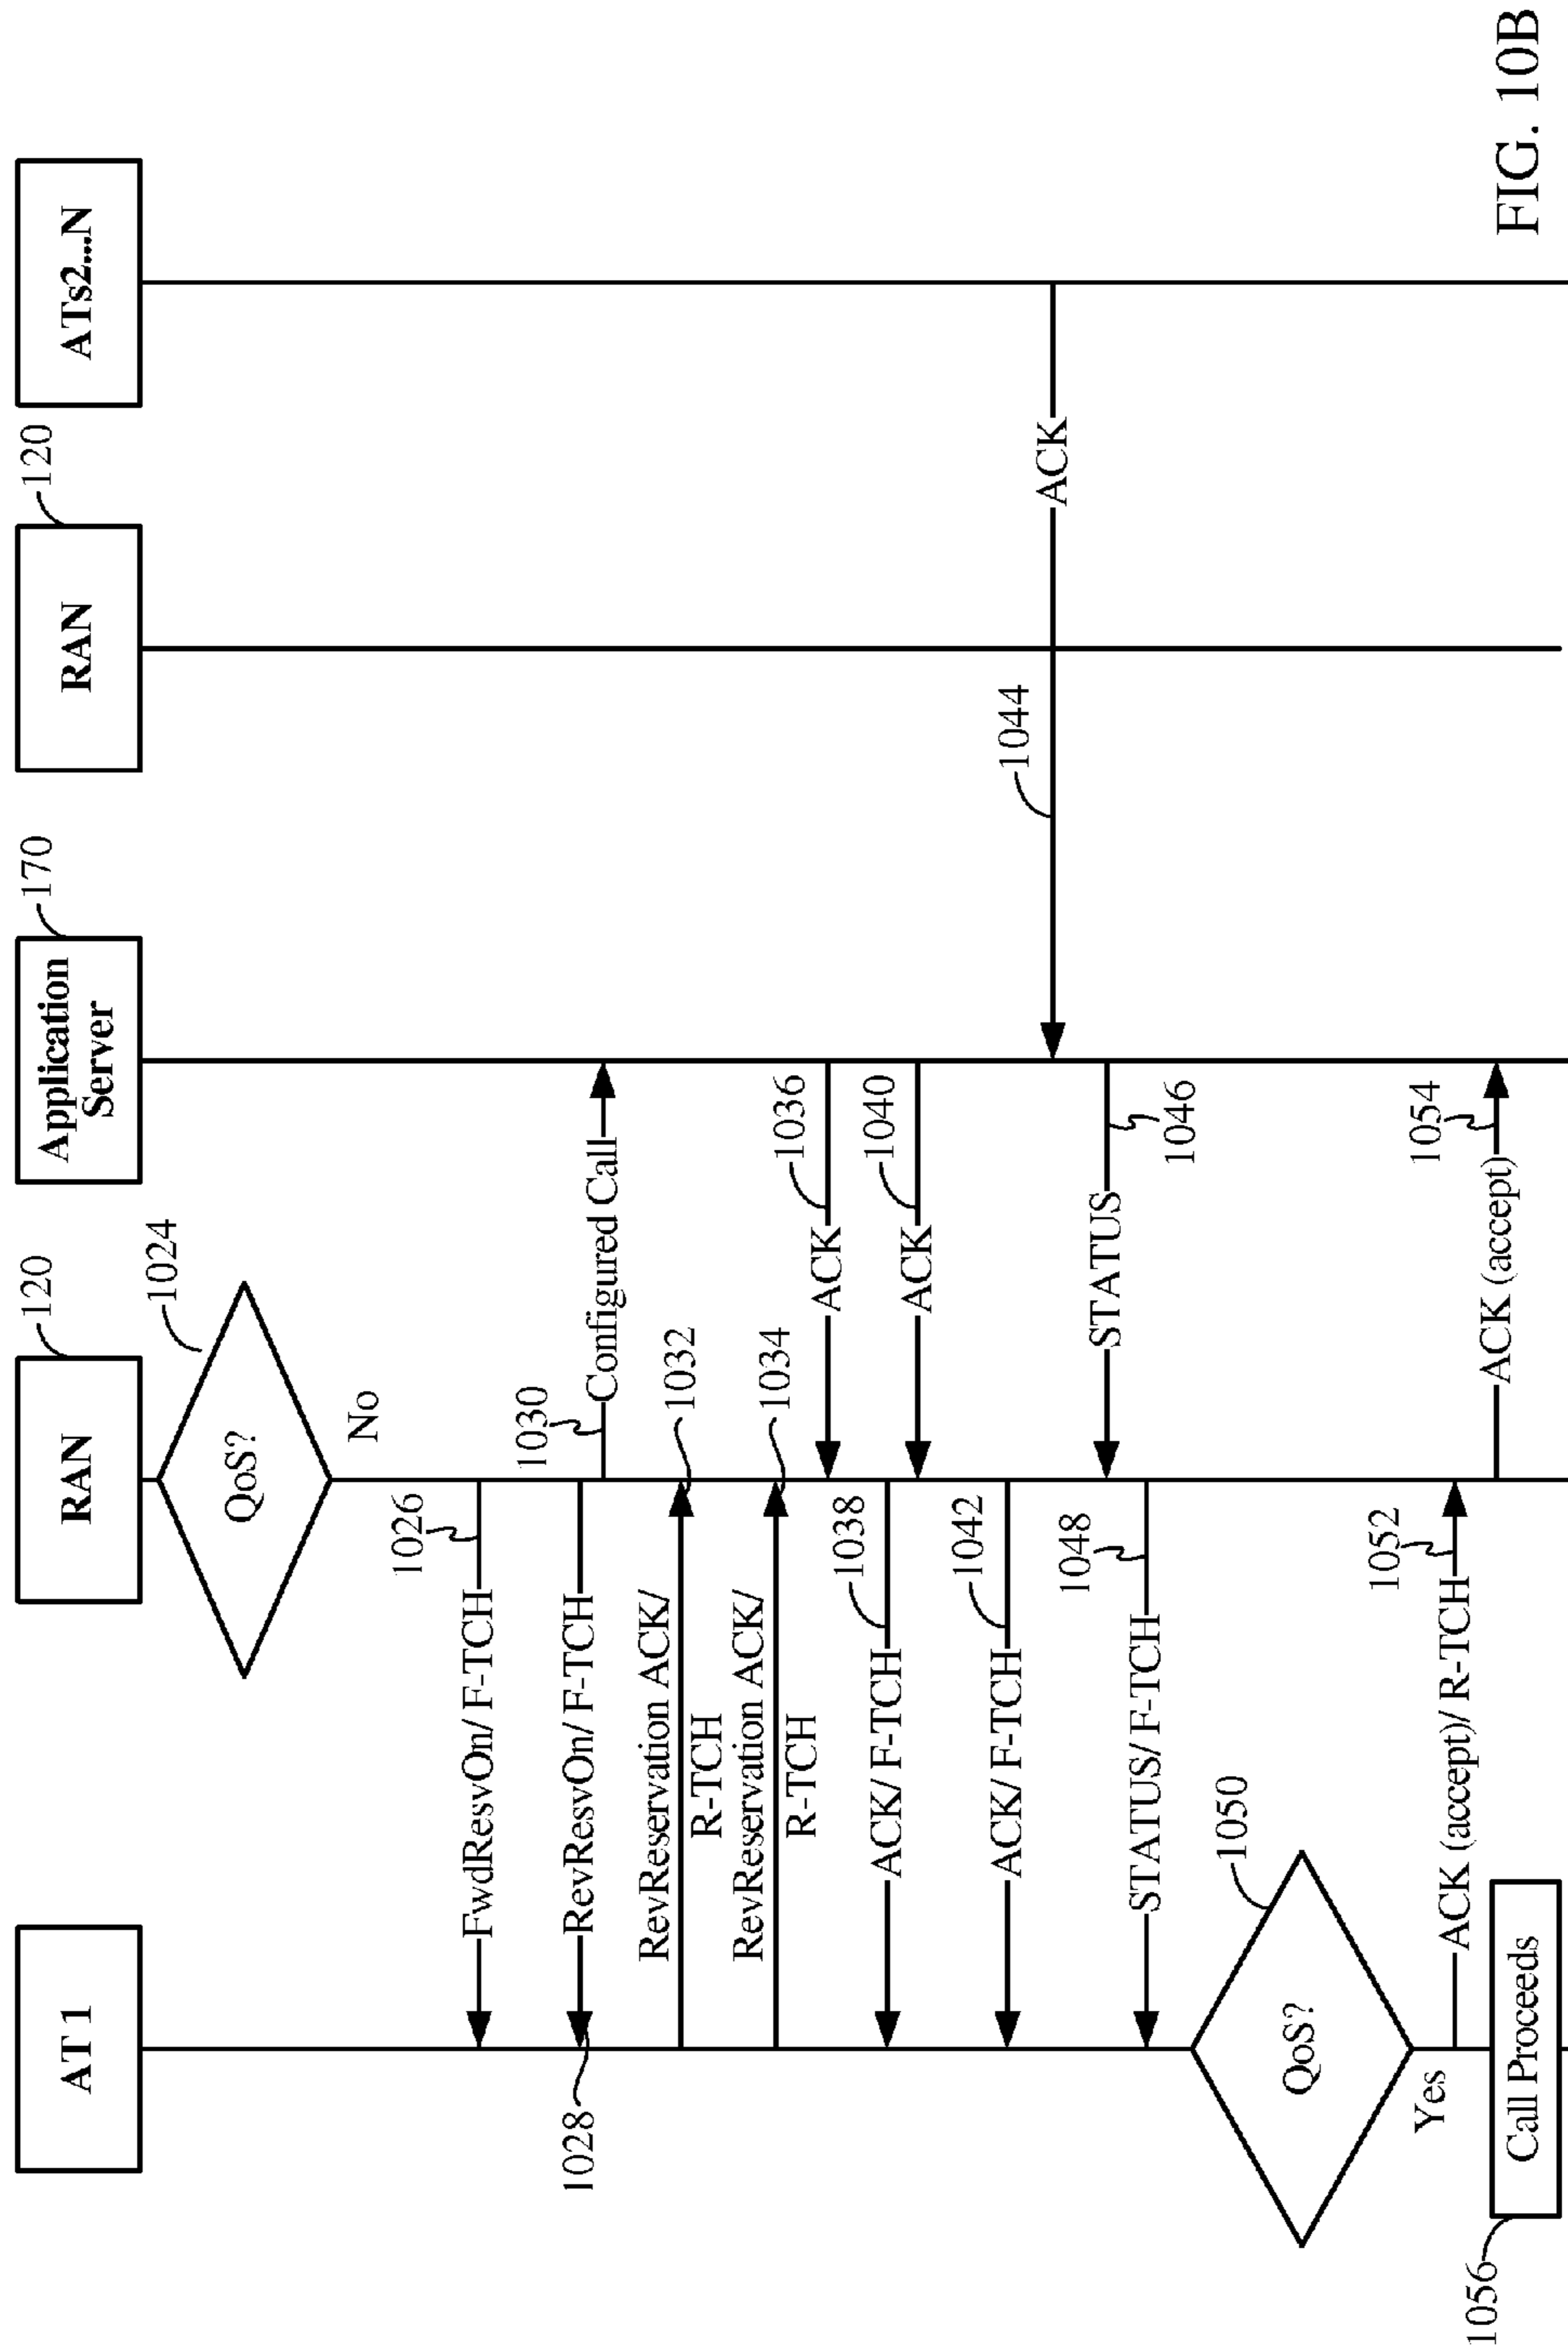 AT 1
RAN
120
Application
Server
170
RAN
120
ATs2...N
QoS?
1024
No
1026
FwdResvOn/ F-TCH
RevResvOn/ F-TCH
1028
1030
Configured Call
RevReservation ACK/
R-TCH
1032
RevReservation ACK/
R-TCH
1034
ACK
1036
ACK/ F-TCH
1038
ACK
1040
ACK/ F-TCH
1042
1044
ACK
STATUS
1046
STATUS/ F-TCH
1048
QoS?
1050
Yes
ACK (accept)/ R-TCH
1052
ACK (accept)
1054
Call Proceeds
1056
FIG. 10B